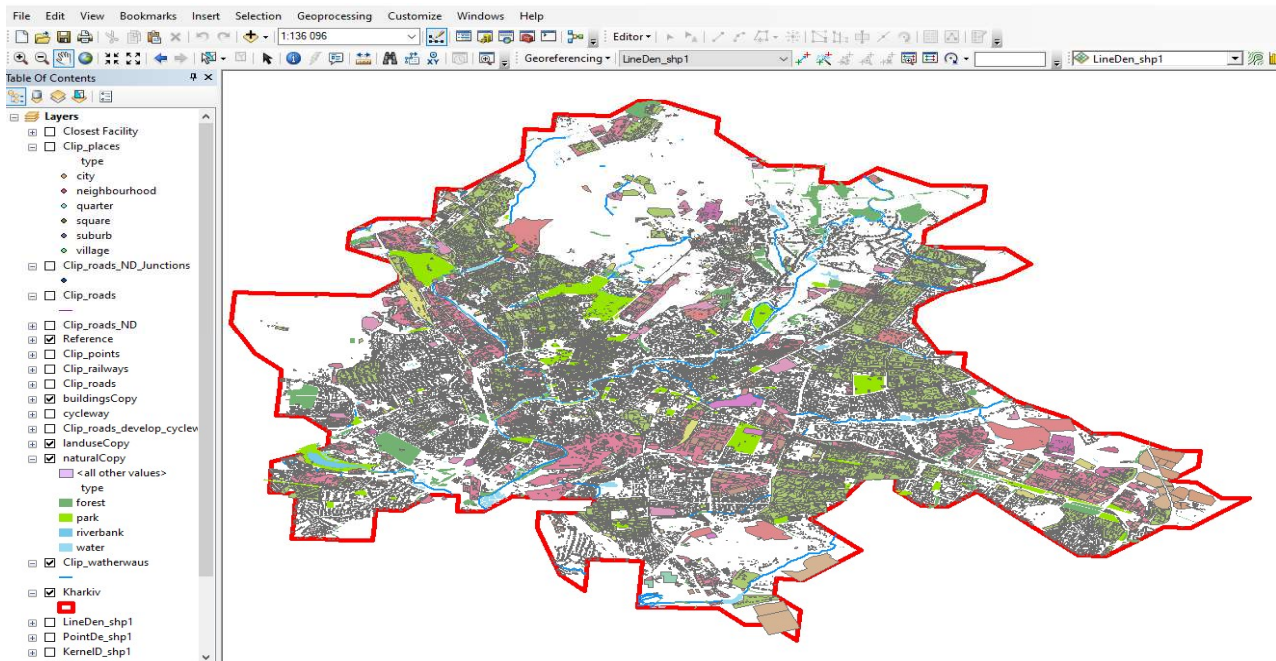 File Edit View Bookmarks Insert Selection Geoprocessing Customize Windows Help
1:136 096 Editor
Georeferencing LineDen_shp1 LineDen_shp1
Table Of Contents
Layers
Closest Facility
Clip_places
type
city
neighbourhood
quarter
square
suburb
village
Clip_roads_ND_Junctions
Clip_roads
Clip_roads_ND
Reference
Clip_points
Clip_railways
Clip_roads
buildingsCopy
cycleway
Clip_roads_develop_cyclew
landuseCopy
naturalCopy
<all other values>
type
forest
park
riverbank
water
Clip_watherwaus
Kharkiv
LineDen_shp1
PointDe_shp1
KernelD_shp1